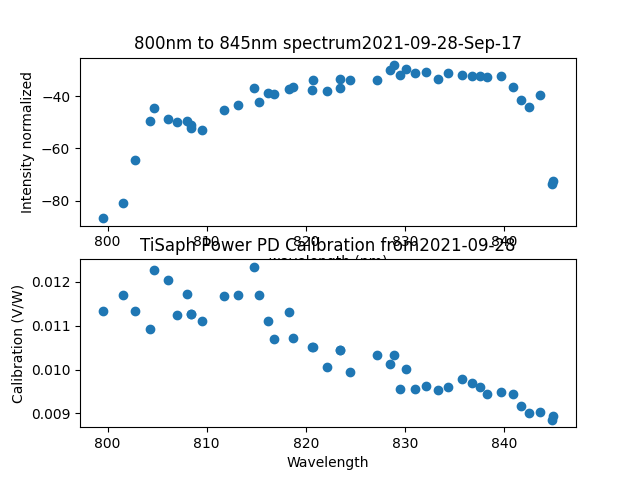 800nm to 845nm spectrum2021-09-28-Sep-17
Intensity normalized
−40
−60
−80
800 810 820 830 840
wavelength (nm)
TiSaph Power PD Calibration from2021-09-28
Calibration (V/W)
0.012
0.011
0.010
0.009
800 810 820 830 840
Wavelength